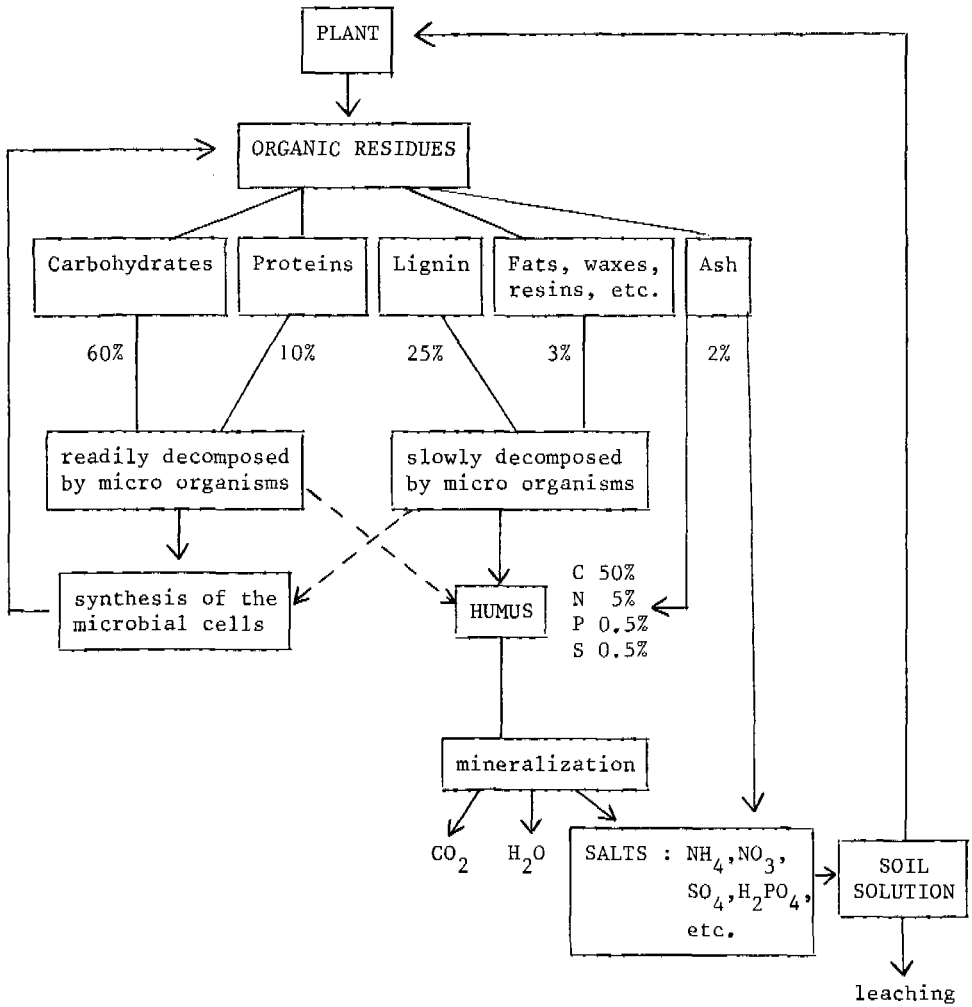 PLANT
ORGANIC RESIDUES
Carbohydrates
Proteins
Lignin
Fats, waxes,
resins, etc.
Ash
60%
10%
25%
3%
2%
readily decomposed
by micro organisms
slowly decomposed
by micro organisms
synthesis of the
microbial cells
HUMUS
C 50%
N 5%
P 0.5%
S 0.5%
mineralization
CO2
H2O
SALTS : NH4,NO3,
SO4,H2PO4,
etc.
SOIL
SOLUTION
leaching